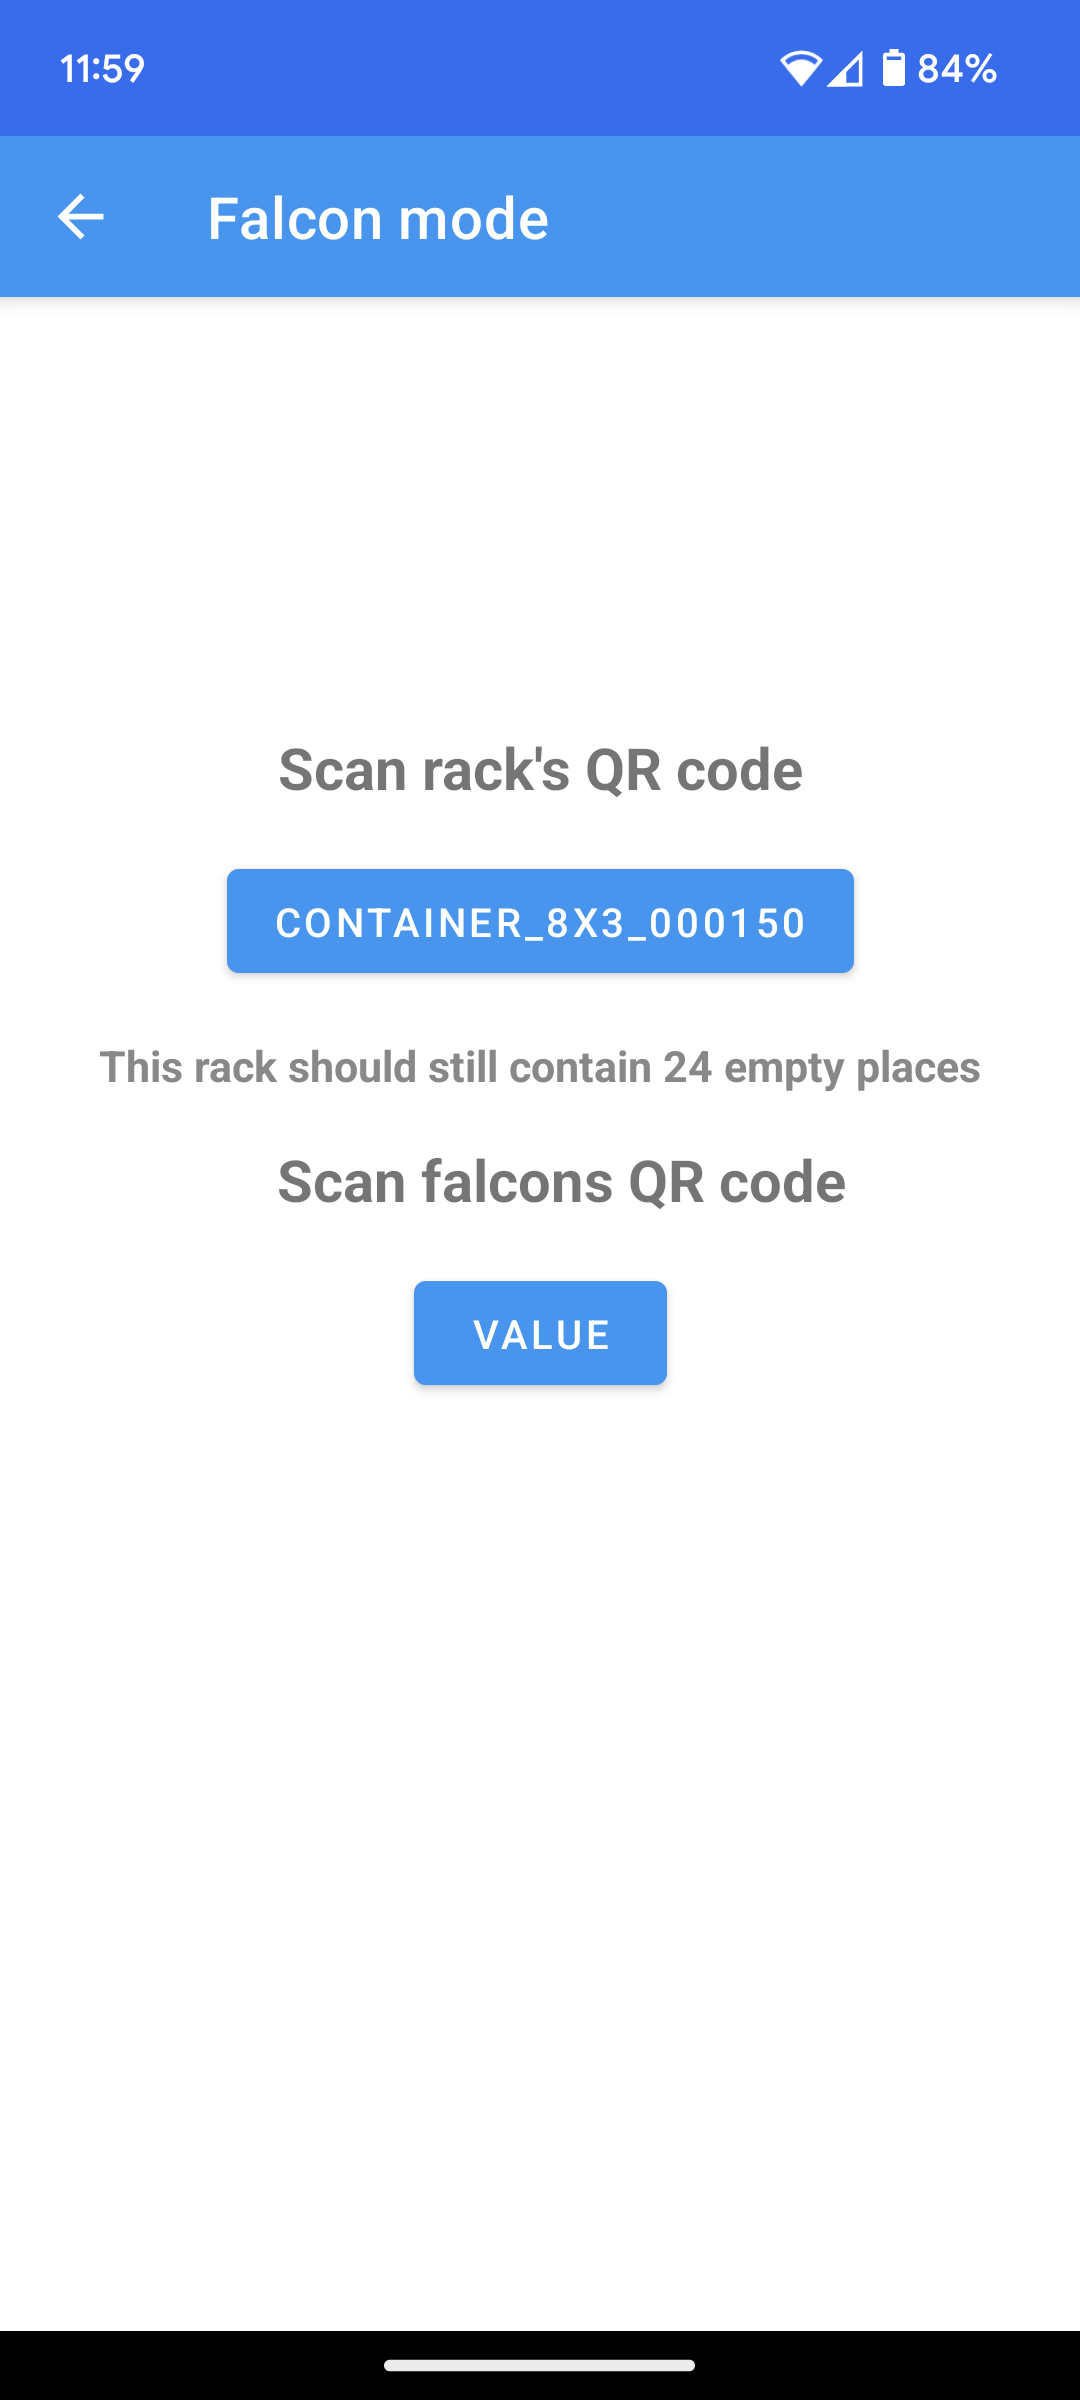 11:59
84%
Falcon mode
Scan rack's QR code
CONTAINER_8X3_000150
This rack should still contain 24 empty places
Scan falcons QR code
VALUE